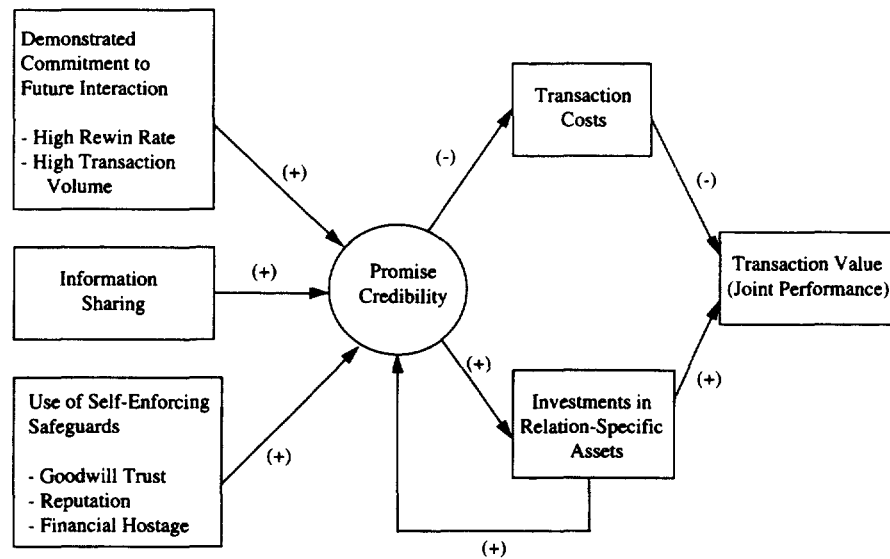 Demonstrated
Commitment to
Future Interaction
- High Rewin Rate
- High Transaction
Volume
(+)
Information
Sharing
(+)
Use of Self-Enforcing
Safeguards
- Goodwill Trust
- Reputation
- Financial Hostage
(+)
Promise
Credibility
(-)
Transaction
Costs
(-)
(+)
Investments in
Relation-Specific
Assets
(+)
(+)
Transaction Value
(Joint Performance)